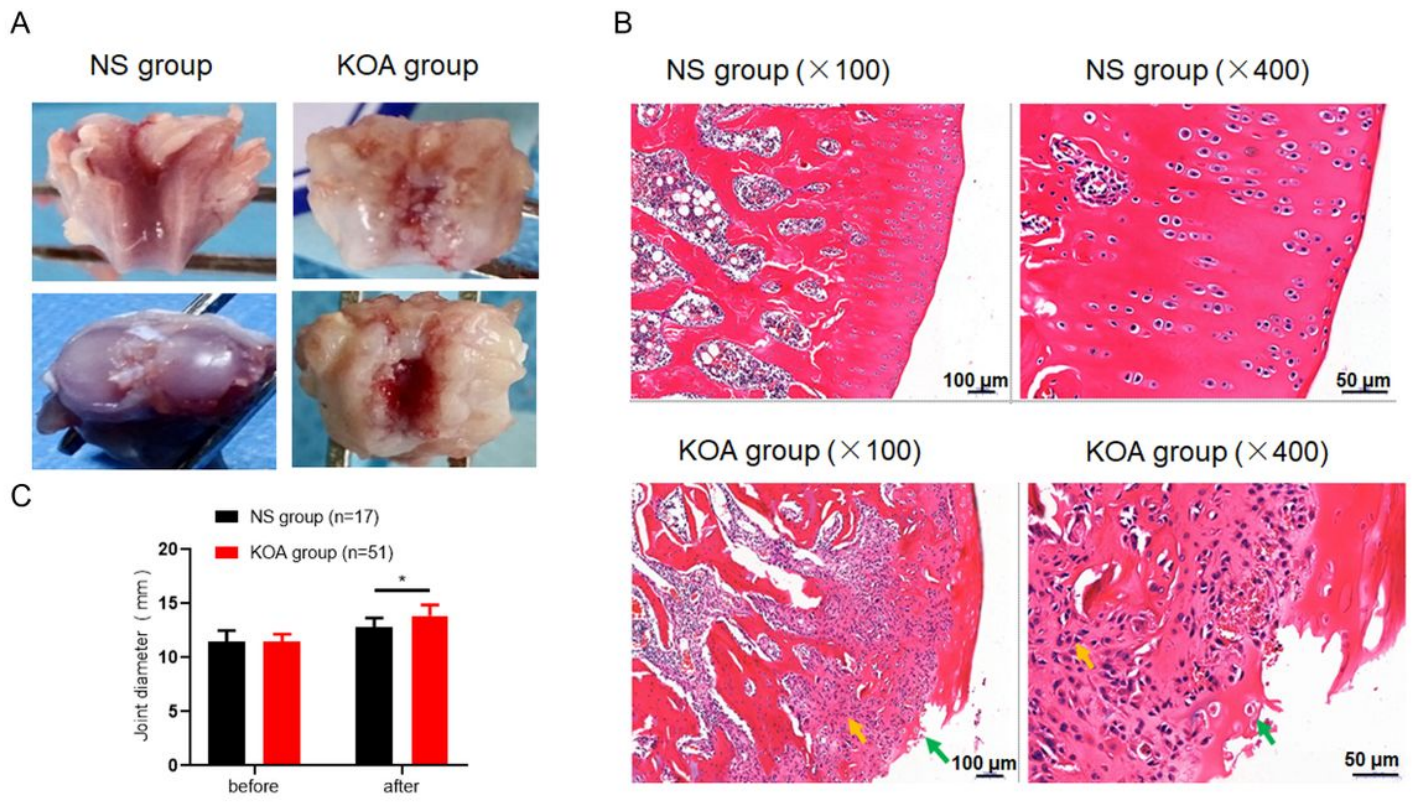 A
NS group
KOA group
B
NS group (×100)
NS group (×400)
100 μm
50 μm
KOA group (×100)
KOA group (×400)
100 μm
50 μm
C
NS group (n=17)
KOA group (n=51)
Joint diameter ( mm )
20
15
10
5
0
*
before
after